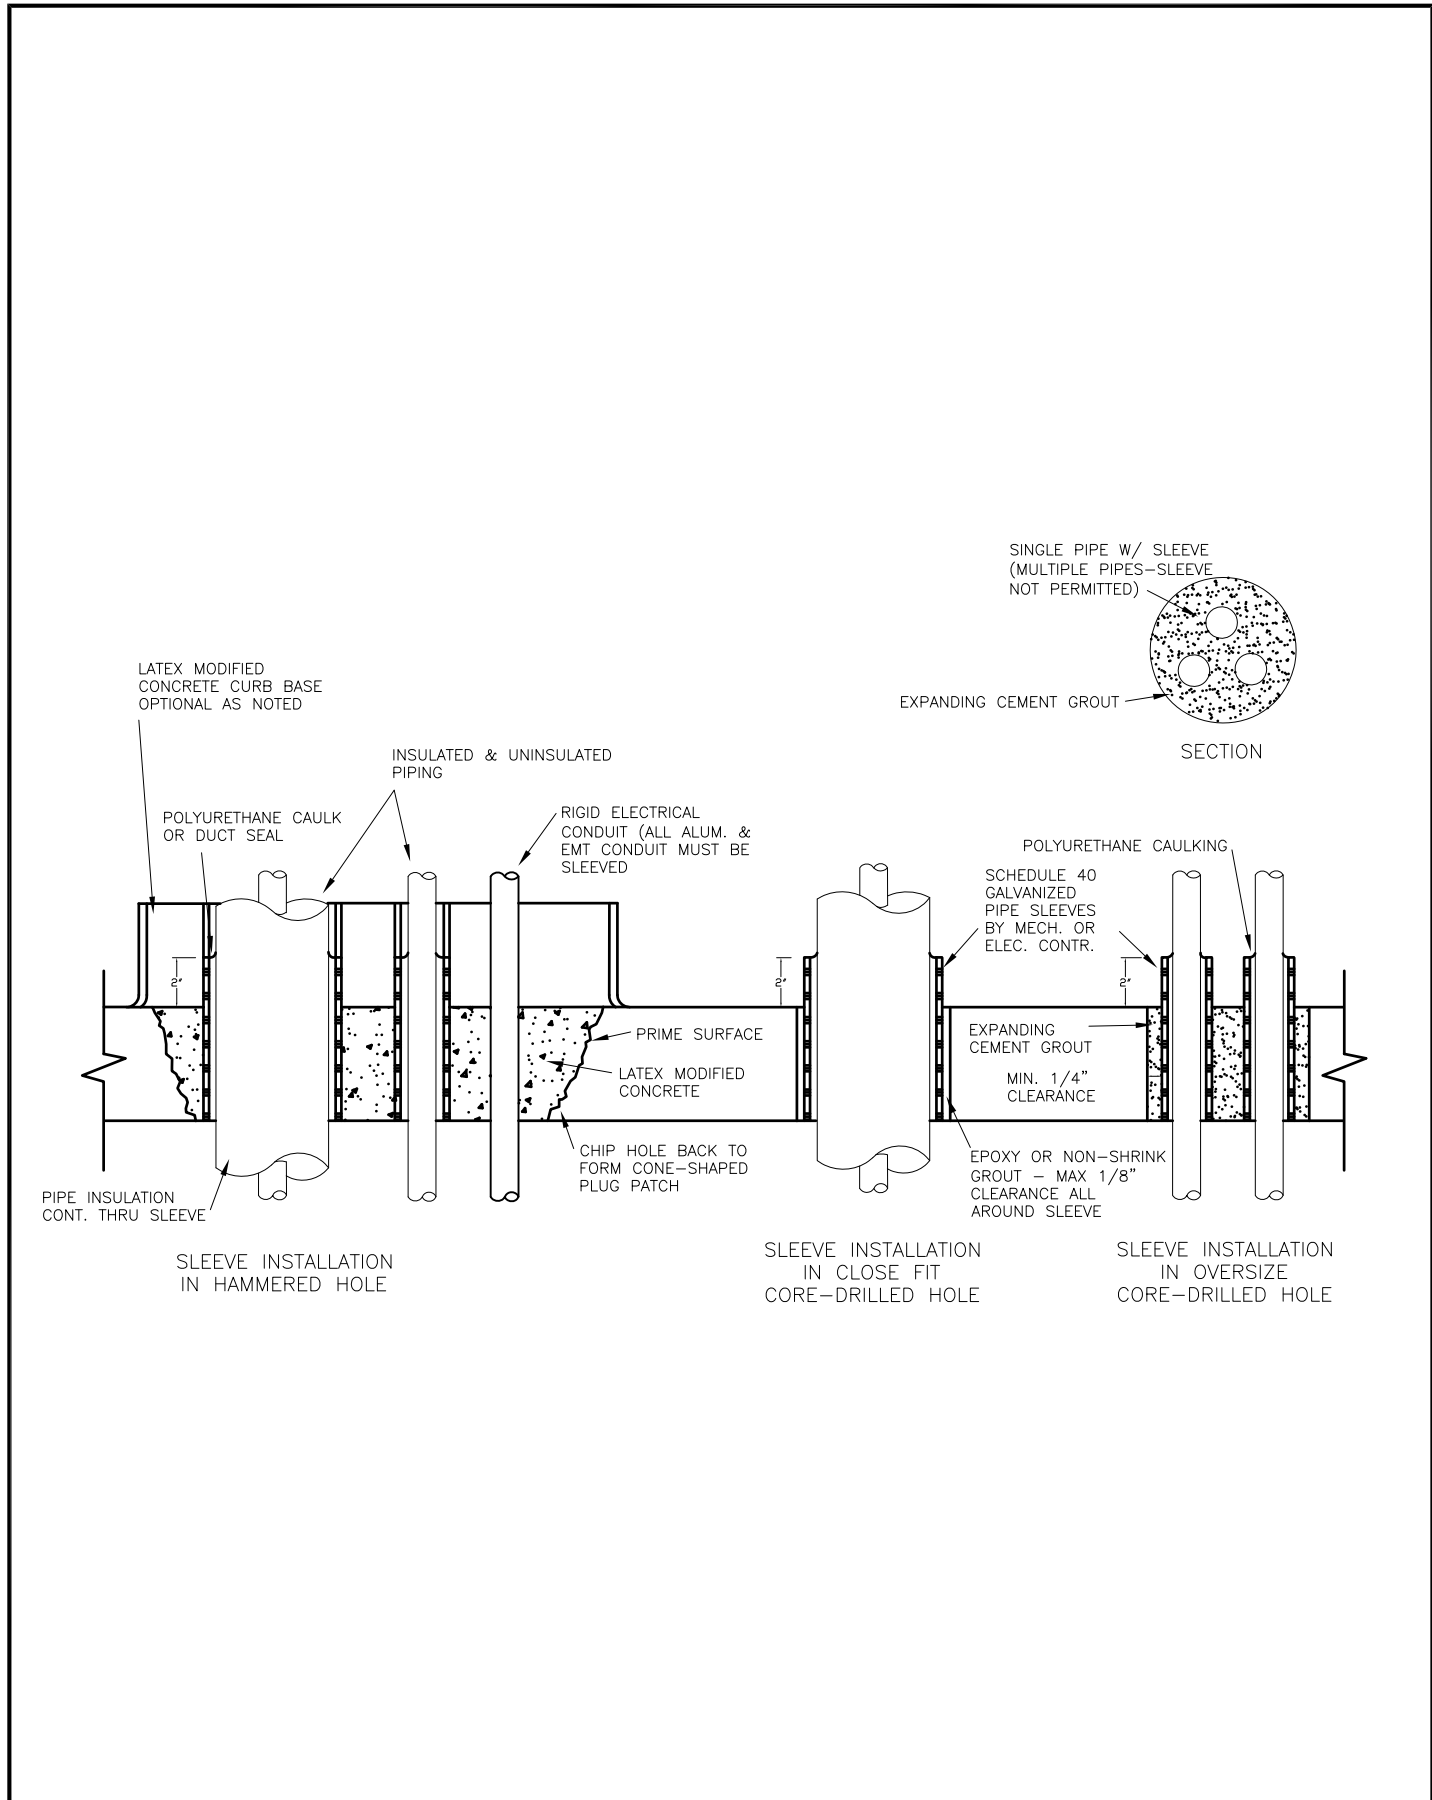 SINGLE PIPE W/ SLEEVE
(MULTIPLE PIPES-SLEEVE
NOT PERMITTED)
EXPANDING CEMENT GROUT
SECTION
LATEX MODIFIED
CONCRETE CURB BASE
OPTIONAL AS NOTED
INSULATED & UNINSULATED
PIPING
POLYURETHANE CAULK
OR DUCT SEAL
RIGID ELECTRICAL
CONDUIT (ALL ALUM. &
EMT CONDUIT MUST BE
SLEEVED
POLYURETHANE CAULKING
SCHEDULE 40
GALVANIZED
PIPE SLEEVES
BY MECH. OR
ELEC. CONTR.
2"
2"
2"
PRIME SURFACE
LATEX MODIFIED
CONCRETE
EXPANDING
CEMENT GROUT
MIN. 1/4"
CLEARANCE
CHIP HOLE BACK TO
FORM CONE-SHAPED
PLUG PATCH
EPOXY OR NON-SHRINK
GROUT - MAX 1/8"
CLEARANCE ALL
AROUND SLEEVE
PIPE INSULATION
CONT. THRU SLEEVE
SLEEVE INSTALLATION
IN HAMMERED HOLE
SLEEVE INSTALLATION
IN CLOSE FIT
CORE-DRILLED HOLE
SLEEVE INSTALLATION
IN OVERSIZE
CORE-DRILLED HOLE